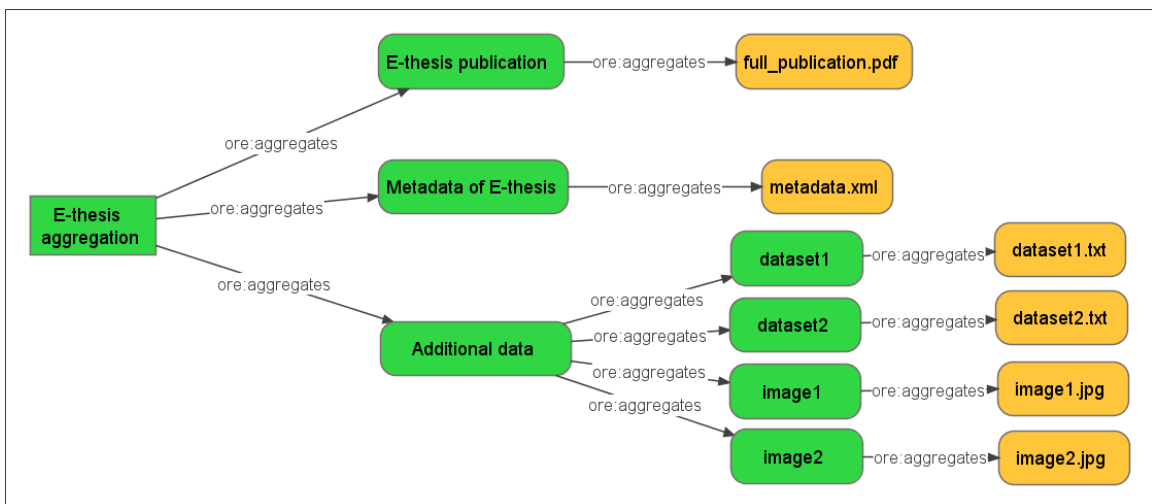 E-thesis publication
ore:aggregates
full_publication.pdf
ore:aggregates
Metadata of E-thesis
ore:aggregates
metadata.xml
ore:aggregates
E-thesis
aggregation
ore:aggregates
Additional data
ore:aggregates
dataset1
ore:aggregates
dataset1.txt
ore:aggregates
dataset2
ore:aggregates
dataset2.txt
ore:aggregates
image1
ore:aggregates
image1.jpg
ore:aggregates
image2
ore:aggregates
image2.jpg